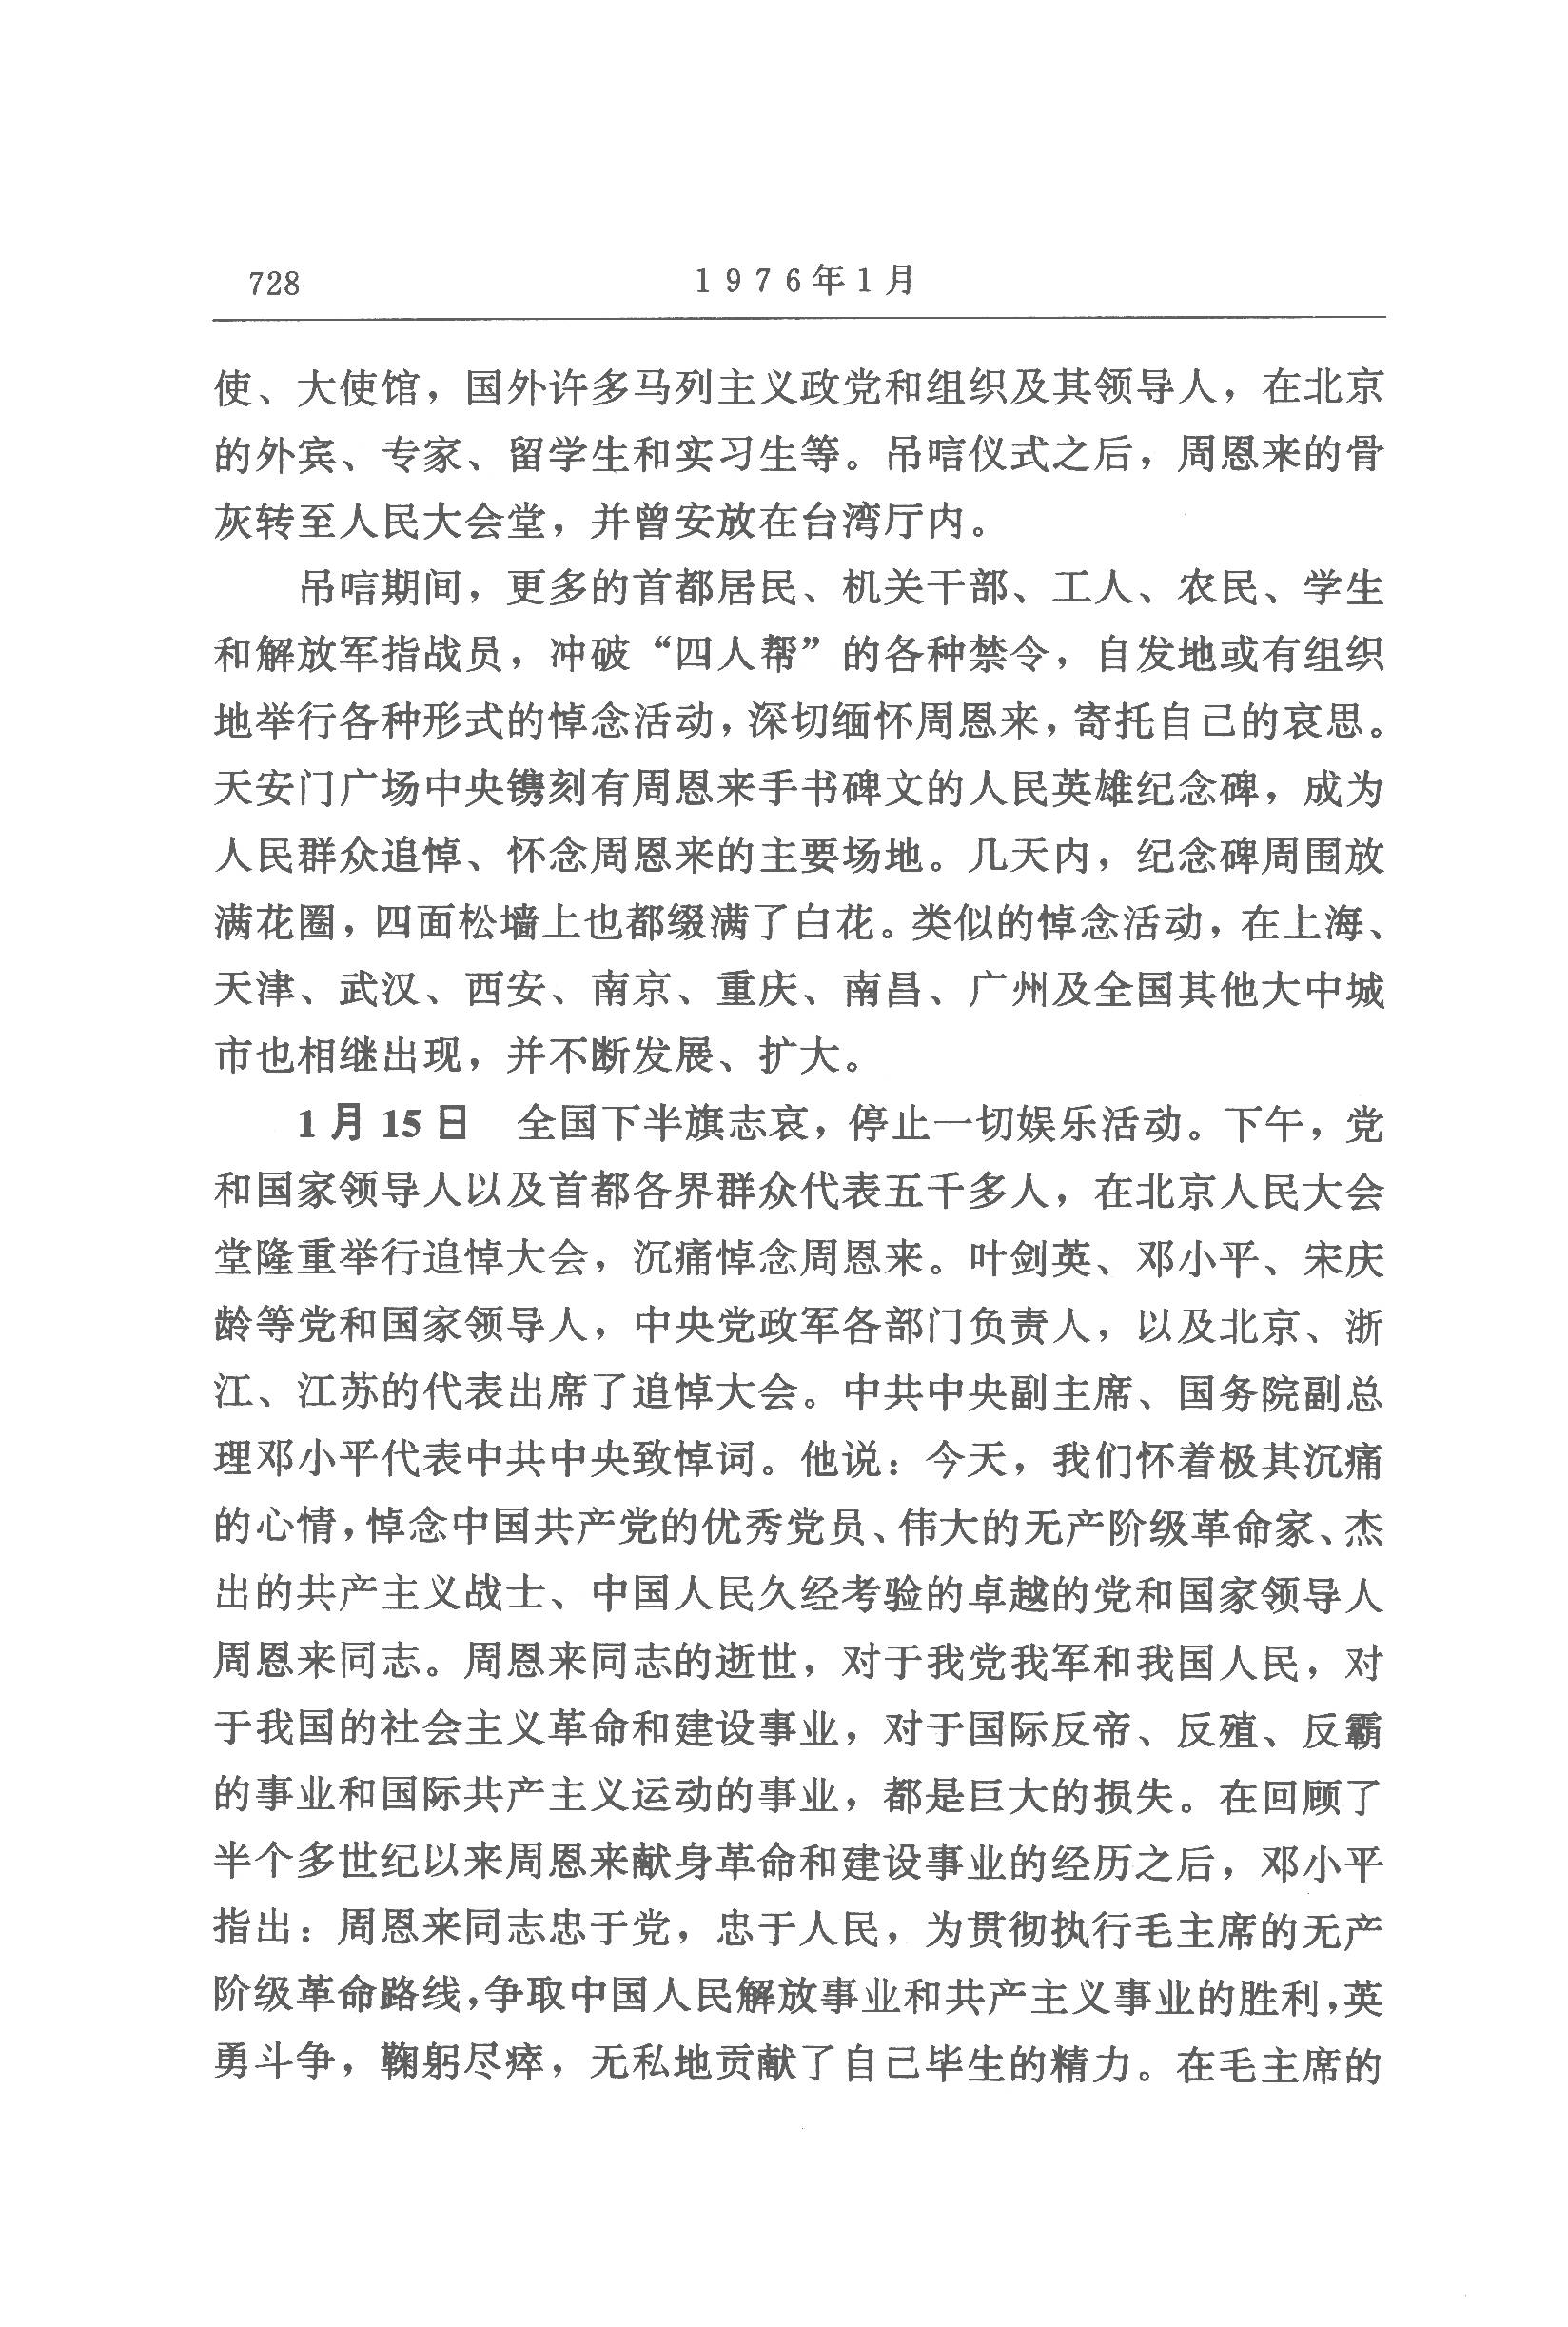 728
1976年1月
使、大使馆，国外许多马列主义政党和组织及其领导人，在北京
的外宾、专家、留学生和实习生等。吊唁仪式之后，周恩来的骨
灰转至人民大会堂，并曾安放在台湾厅内。
吊唁期间，更多的首都居民、机关干部、工人、农民、学生
和解放军指战员，冲破“四人帮”的各种禁令，自发地或有组织
地举行各种形式的悼念活动，深切缅怀周恩来，寄托自己的哀思。
天安门广场中央镌刻有周恩来手书碑文的人民英雄纪念碑，成为
人民群众追悼、怀念周恩来的主要场地。几天内，纪念碑周围放
满花圈，四面松墙上也都缀满了白花。类似的悼念活动，在上海、
天津、武汉、西安、南京、重庆、南昌、广州及全国其他大中城
市也相继出现，并不断发展、扩大。
1月15日　全国下半旗志哀，停止一切娱乐活动。下午，党
和国家领导人以及首都各界群众代表五千多人，在北京人民大会
堂隆重举行追悼大会，沉痛悼念周恩来。叶剑英、邓小平、宋庆
龄等党和国家领导人，中央党政军各部门负责人，以及北京、浙
江、江苏的代表出席了追悼大会。中共中央副主席、国务院副总
理邓小平代表中共中央致悼词。他说：今天，我们怀着极其沉痛
的心情，悼念中国共产党的优秀党员、伟大的无产阶级革命家、杰
出的共产主义战士、中国人民久经考验的卓越的党和国家领导人
周恩来同志。周恩来同志的逝世，对于我党我军和我国人民，对
于我国的社会主义革命和建设事业，对于国际反帝、反殖、反霸
的事业和国际共产主义运动的事业，都是巨大的损失。在回顾了
半个多世纪以来周恩来献身革命和建设事业的经历之后，邓小平
指出：周恩来同志忠于党，忠于人民，为贯彻执行毛主席的无产
阶级革命路线，争取中国人民解放事业和共产主义事业的胜利，英
勇斗争，鞠躬尽瘁，无私地贡献了自己毕生的精力。在毛主席的